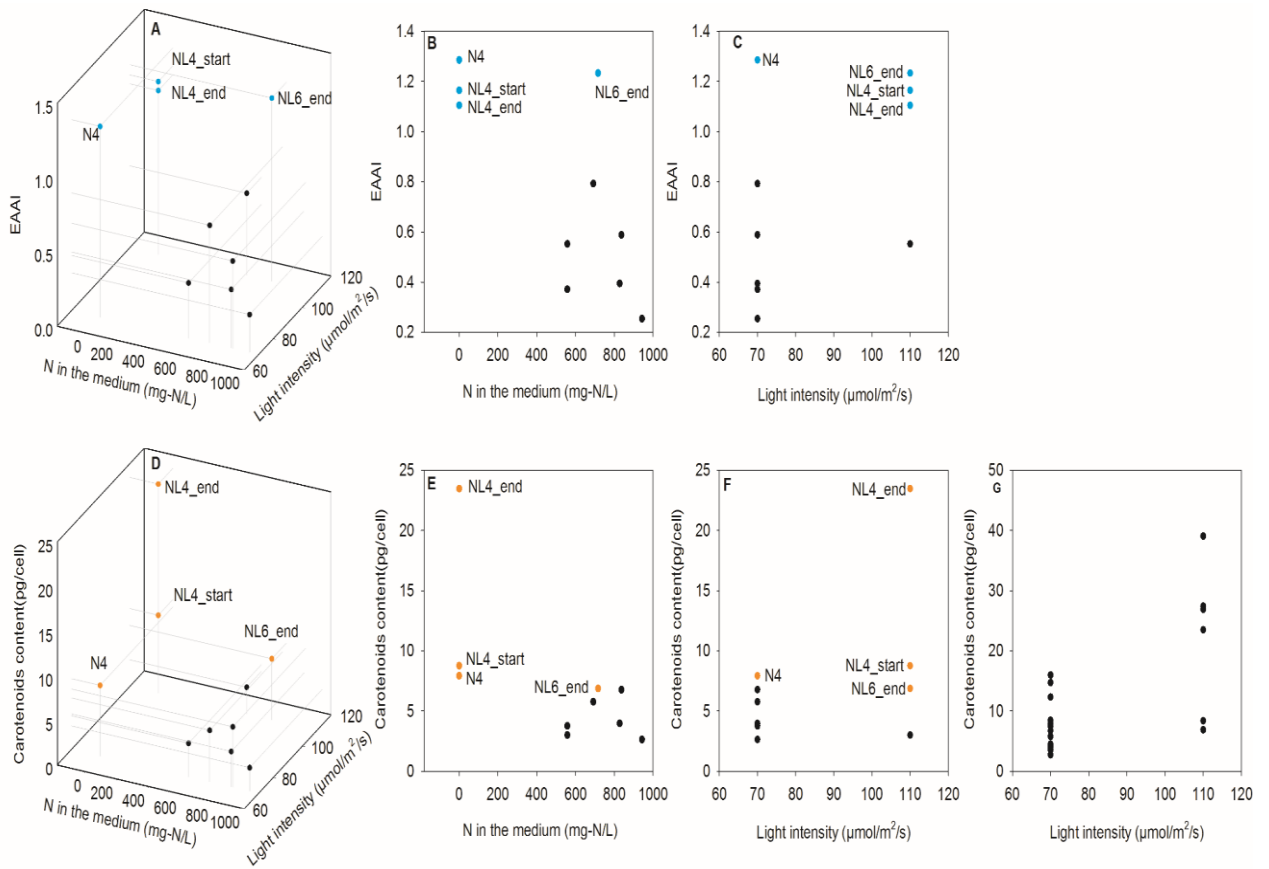 A
EAAI
1.5
1.0
0.5
0.0
NL4_start
NL4_end
NL6_end
N4
0 200 400 600 800 1000
N in the medium (mg-N/L)
60 80 100 120
Light intensity (µmol/m²/s)
B
EAAI
1.4
1.2
1.0
0.8
0.6
0.4
0.2
N4
NL4_start
NL4_end
NL6_end
0 200 400 600 800 1000
N in the medium (mg-N/L)
C
EAAI
1.4
1.2
1.0
0.8
0.6
0.4
0.2
N4
NL6_end
NL4_start
NL4_end
60 70 80 90 100 110 120
Light intensity (µmol/m²/s)
D
Carotenoids content(pg/cell)
25
20
15
10
5
0
NL4_end
NL4_start
NL6_end
N4
0 200 400 600 800 1000
N in the medium (mg-N/L)
60 80 100 120
Light intensity (µmol/m²/s)
E
Carotenoids content(pg/cell)
25
20
15
10
5
0
NL4_end
NL4_start
N4
NL6_end
0 200 400 600 800 1000
N in the medium (mg-N/L)
F
Carotenoids content(pg/cell)
25
20
15
10
5
0
NL4_end
NL4_start
N4
NL6_end
60 70 80 90 100 110 120
Light intensity (µmol/m²/s)
G
Carotenoids content(pg/cell)
50
40
30
20
10
0
60 70 80 90 100 110 120
Light intensity (µmol/m²/s)